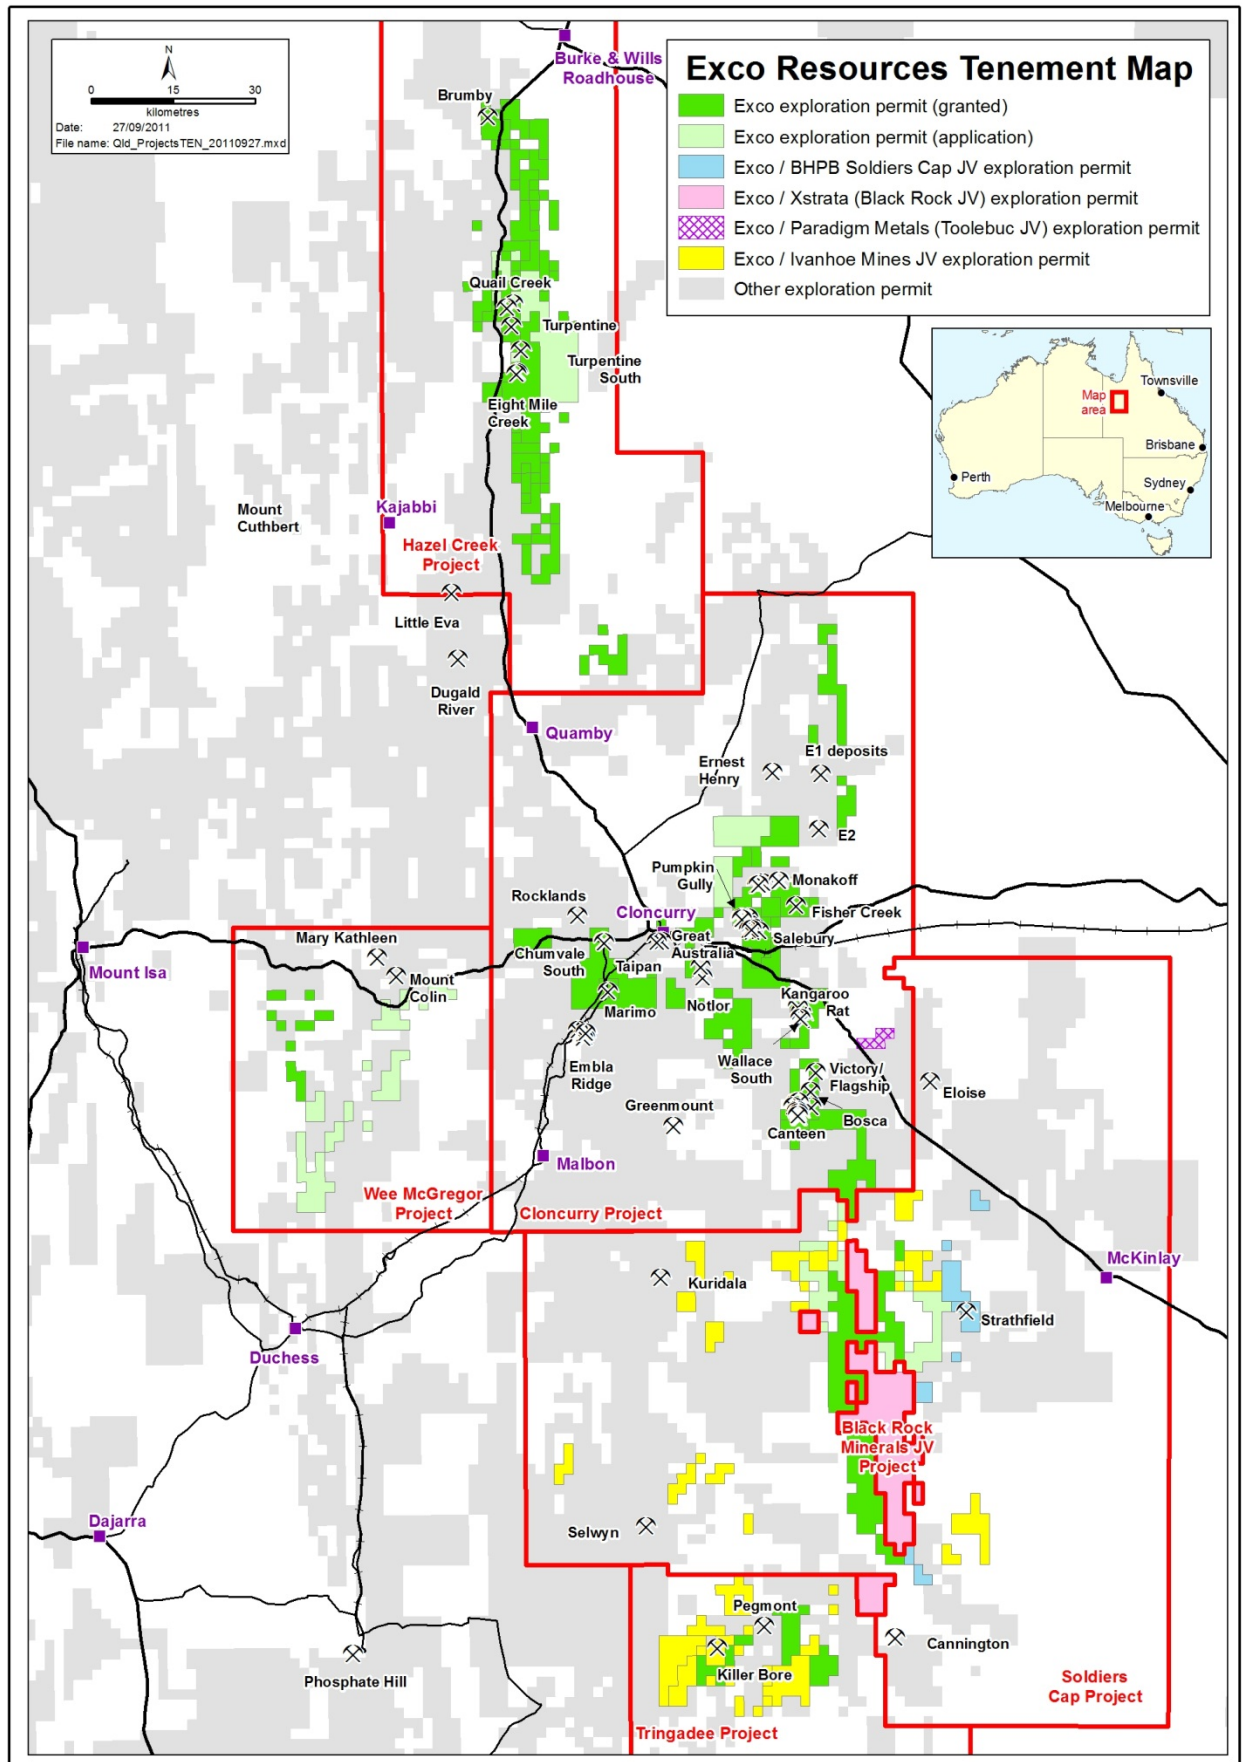 N
0 15 30
kilometres
Date: 27/09/2011
File name: Qld_ProjectsTEN_20110927.mxd
Exco Resources Tenement Map
Exco exploration permit (granted)
Exco exploration permit (application)
Exco / BHPB Soldiers Cap JV exploration permit
Exco / Xstrata (Black Rock JV) exploration permit
Exco / Paradigm Metals (Toolebuc JV) exploration permit
Exco / Ivanhoe Mines JV exploration permit
Other exploration permit
Map
area
Townsville
Brisbane
Perth
Sydney
Melbourne
Burke & Wills
Roadhouse
Brumby
Quail Creek
Turpentine
Turpentine
South
Eight Mile
Creek
Mount
Cuthbert
Kajabbi
Hazel Creek
Project
Little Eva
Dugald
River
Quamby
Ernest
Henry
E1 deposits
E2
Pumpkin
Gully
Monakoff
Rocklands
Cloncurry
Fisher Creek
Great
Australia
Salebury
Mary Kathleen
Mount Isa
Mount
Colin
Chumvale
South
Taipan
Marimo
Notlor
Kangaroo
Rat
Embla
Ridge
Wallace
South
Victory/
Flagship
Eloise
Greenmount
Canteen
Bosca
Malbon
Wee McGregor
Project
Cloncurry Project
McKinlay
Kuridala
Strathfield
Duchess
Black Rock
Minerals JV
Project
Dajarra
Selwyn
Pegmont
Cannington
Killer Bore
Phosphate Hill
Soldiers
Cap Project
Tringadee Project